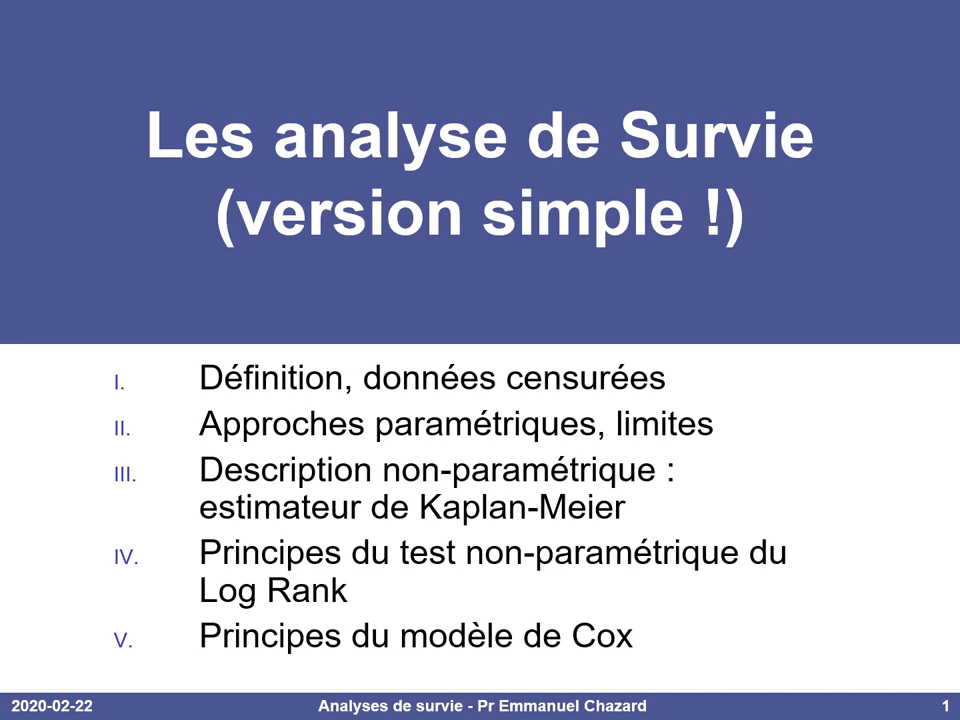 Les analyse de Survie
(version simple !)
I. Définition, données censurées
II. Approches paramétriques, limites
III. Description non-paramétrique :
estimateur de Kaplan-Meier
IV. Principes du test non-paramétrique du
Log Rank
V. Principes du modèle de Cox
2020-02-22 Analyses de survie - Pr Emmanuel Chazard 1